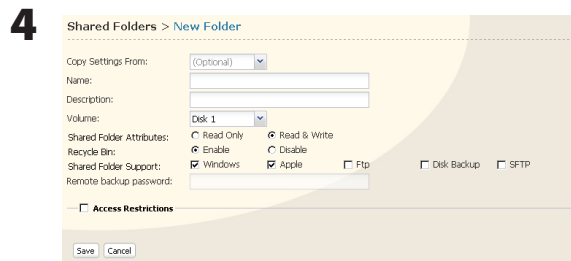 4
Shared Folders > New Folder
Copy Settings From: (Optional)
Name:
Description:
Volume: Disk 1
Shared Folder Attributes: Read Only Read & Write
Recycle Bin: Enable Disable
Shared Folder Support: Windows Apple Ftp Disk Backup SFTP
Remote backup password:
Access Restrictions
Save Cancel